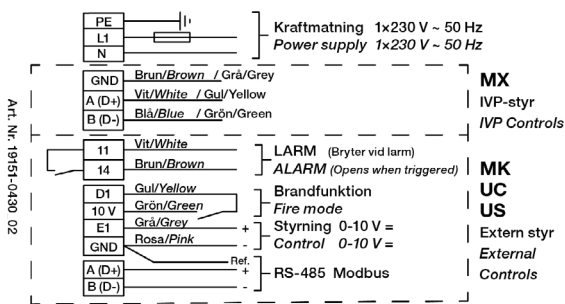 PE
L1
N
Kraftmatning 1×230 V ~ 50 Hz
Power supply 1×230 V ~ 50 Hz
GND Brun/Brown / Grå/Grey
A (D+) Vit/White / Gul/Yellow
B (D-) Blå/Blue / Grön/Green
MX
IVP-styr
IVP Controls
11 Vit/White
14 Brun/Brown
LARM (Bryter vid larm)
ALARM (Opens when triggered)
D1 Gul/Yellow
10 V Grön/Green
Brandfunktion
Fire mode
E1 Grå/Grey +
GND Rosa/Pink -
Styrning 0-10 V =
Control 0-10 V =
Ref.
A (D+) +
B (D-) -
RS-485 Modbus
MK
UC
US
Extern styr
External
Controls
Art. Nr. 19151-0430 02